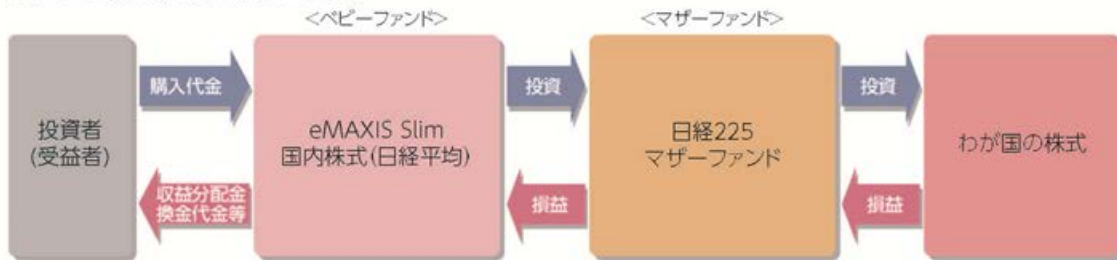 <ベビーファンド>
<マザーファンド>
投資者
(受益者)
購入代金
収益分配金
換金代金等
eMAXIS Slim
国内株式(日経平均)
投資
損益
日経225
マザーファンド
投資
損益
わが国の株式